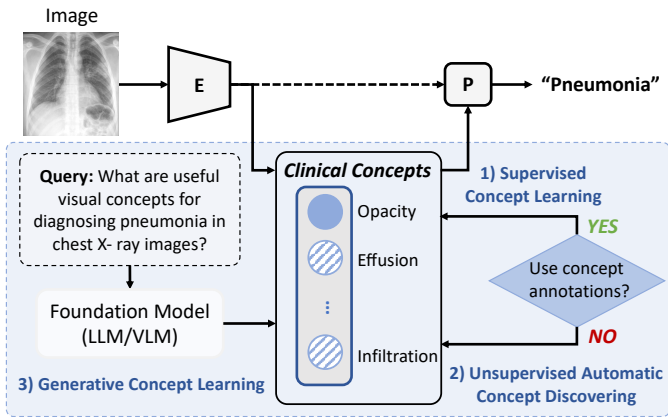 Image
E
P
“Pneumonia”
Query: What are useful
visual concepts for
diagnosing pneumonia in
chest X- ray images?
Foundation Model
(LLM/VLM)
3) Generative Concept Learning
Clinical Concepts
Opacity
Effusion
...
Infiltration
1) Supervised
Concept Learning
YES
Use concept
annotations?
NO
2) Unsupervised Automatic
Concept Discovering